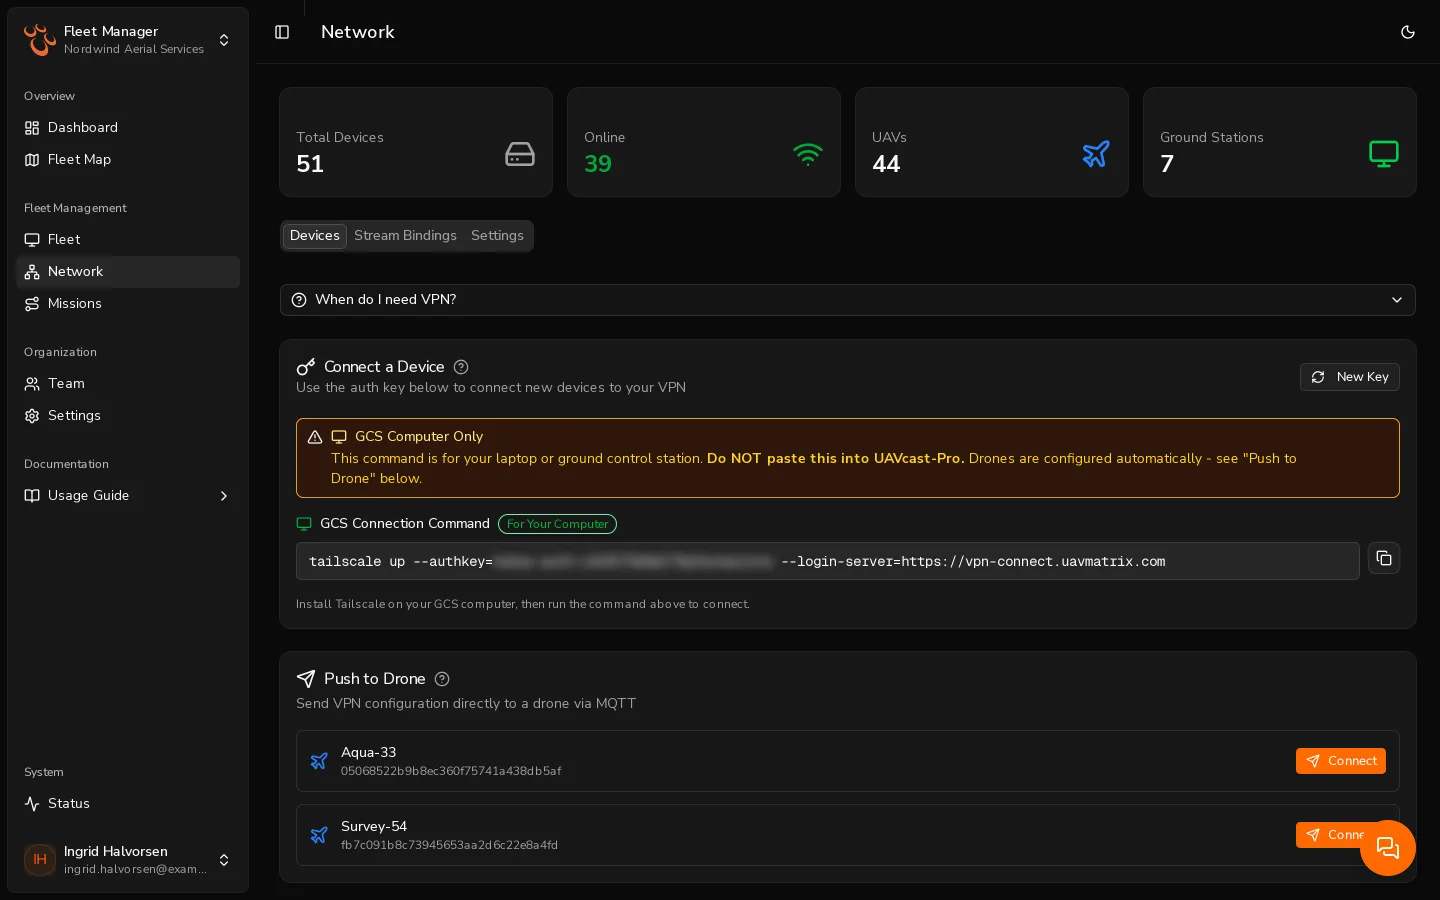 Fleet Manager
Nordwind Aerial Services
Overview
Dashboard
Fleet Map
Fleet Management
Fleet
Network
Missions
Organization
Team
Settings
Documentation
Usage Guide
System
Status
IH
Ingrid Halvorsen
ingrid.halvorsen@exam...
Network
Total Devices
51
Online
39
UAVs
44
Ground Stations
7
Devices Stream Bindings Settings
When do I need VPN?
Connect a Device
Use the auth key below to connect new devices to your VPN
New Key
GCS Computer Only
This command is for your laptop or ground control station. Do NOT paste this into UAVcast-Pro. Drones are configured automatically - see "Push to
Drone" below.
GCS Connection Command For Your Computer
tailscale up --authkey= --login-server=https://vpn-connect.uavmatrix.com
Install Tailscale on your GCS computer, then run the command above to connect.
Push to Drone
Send VPN configuration directly to a drone via MQTT
Aqua-33
05068522b9b8ec360f75741a438db5af
Connect
Survey-54
fb7c091b8c73945653aa2d6c22e8a4fd
Conne